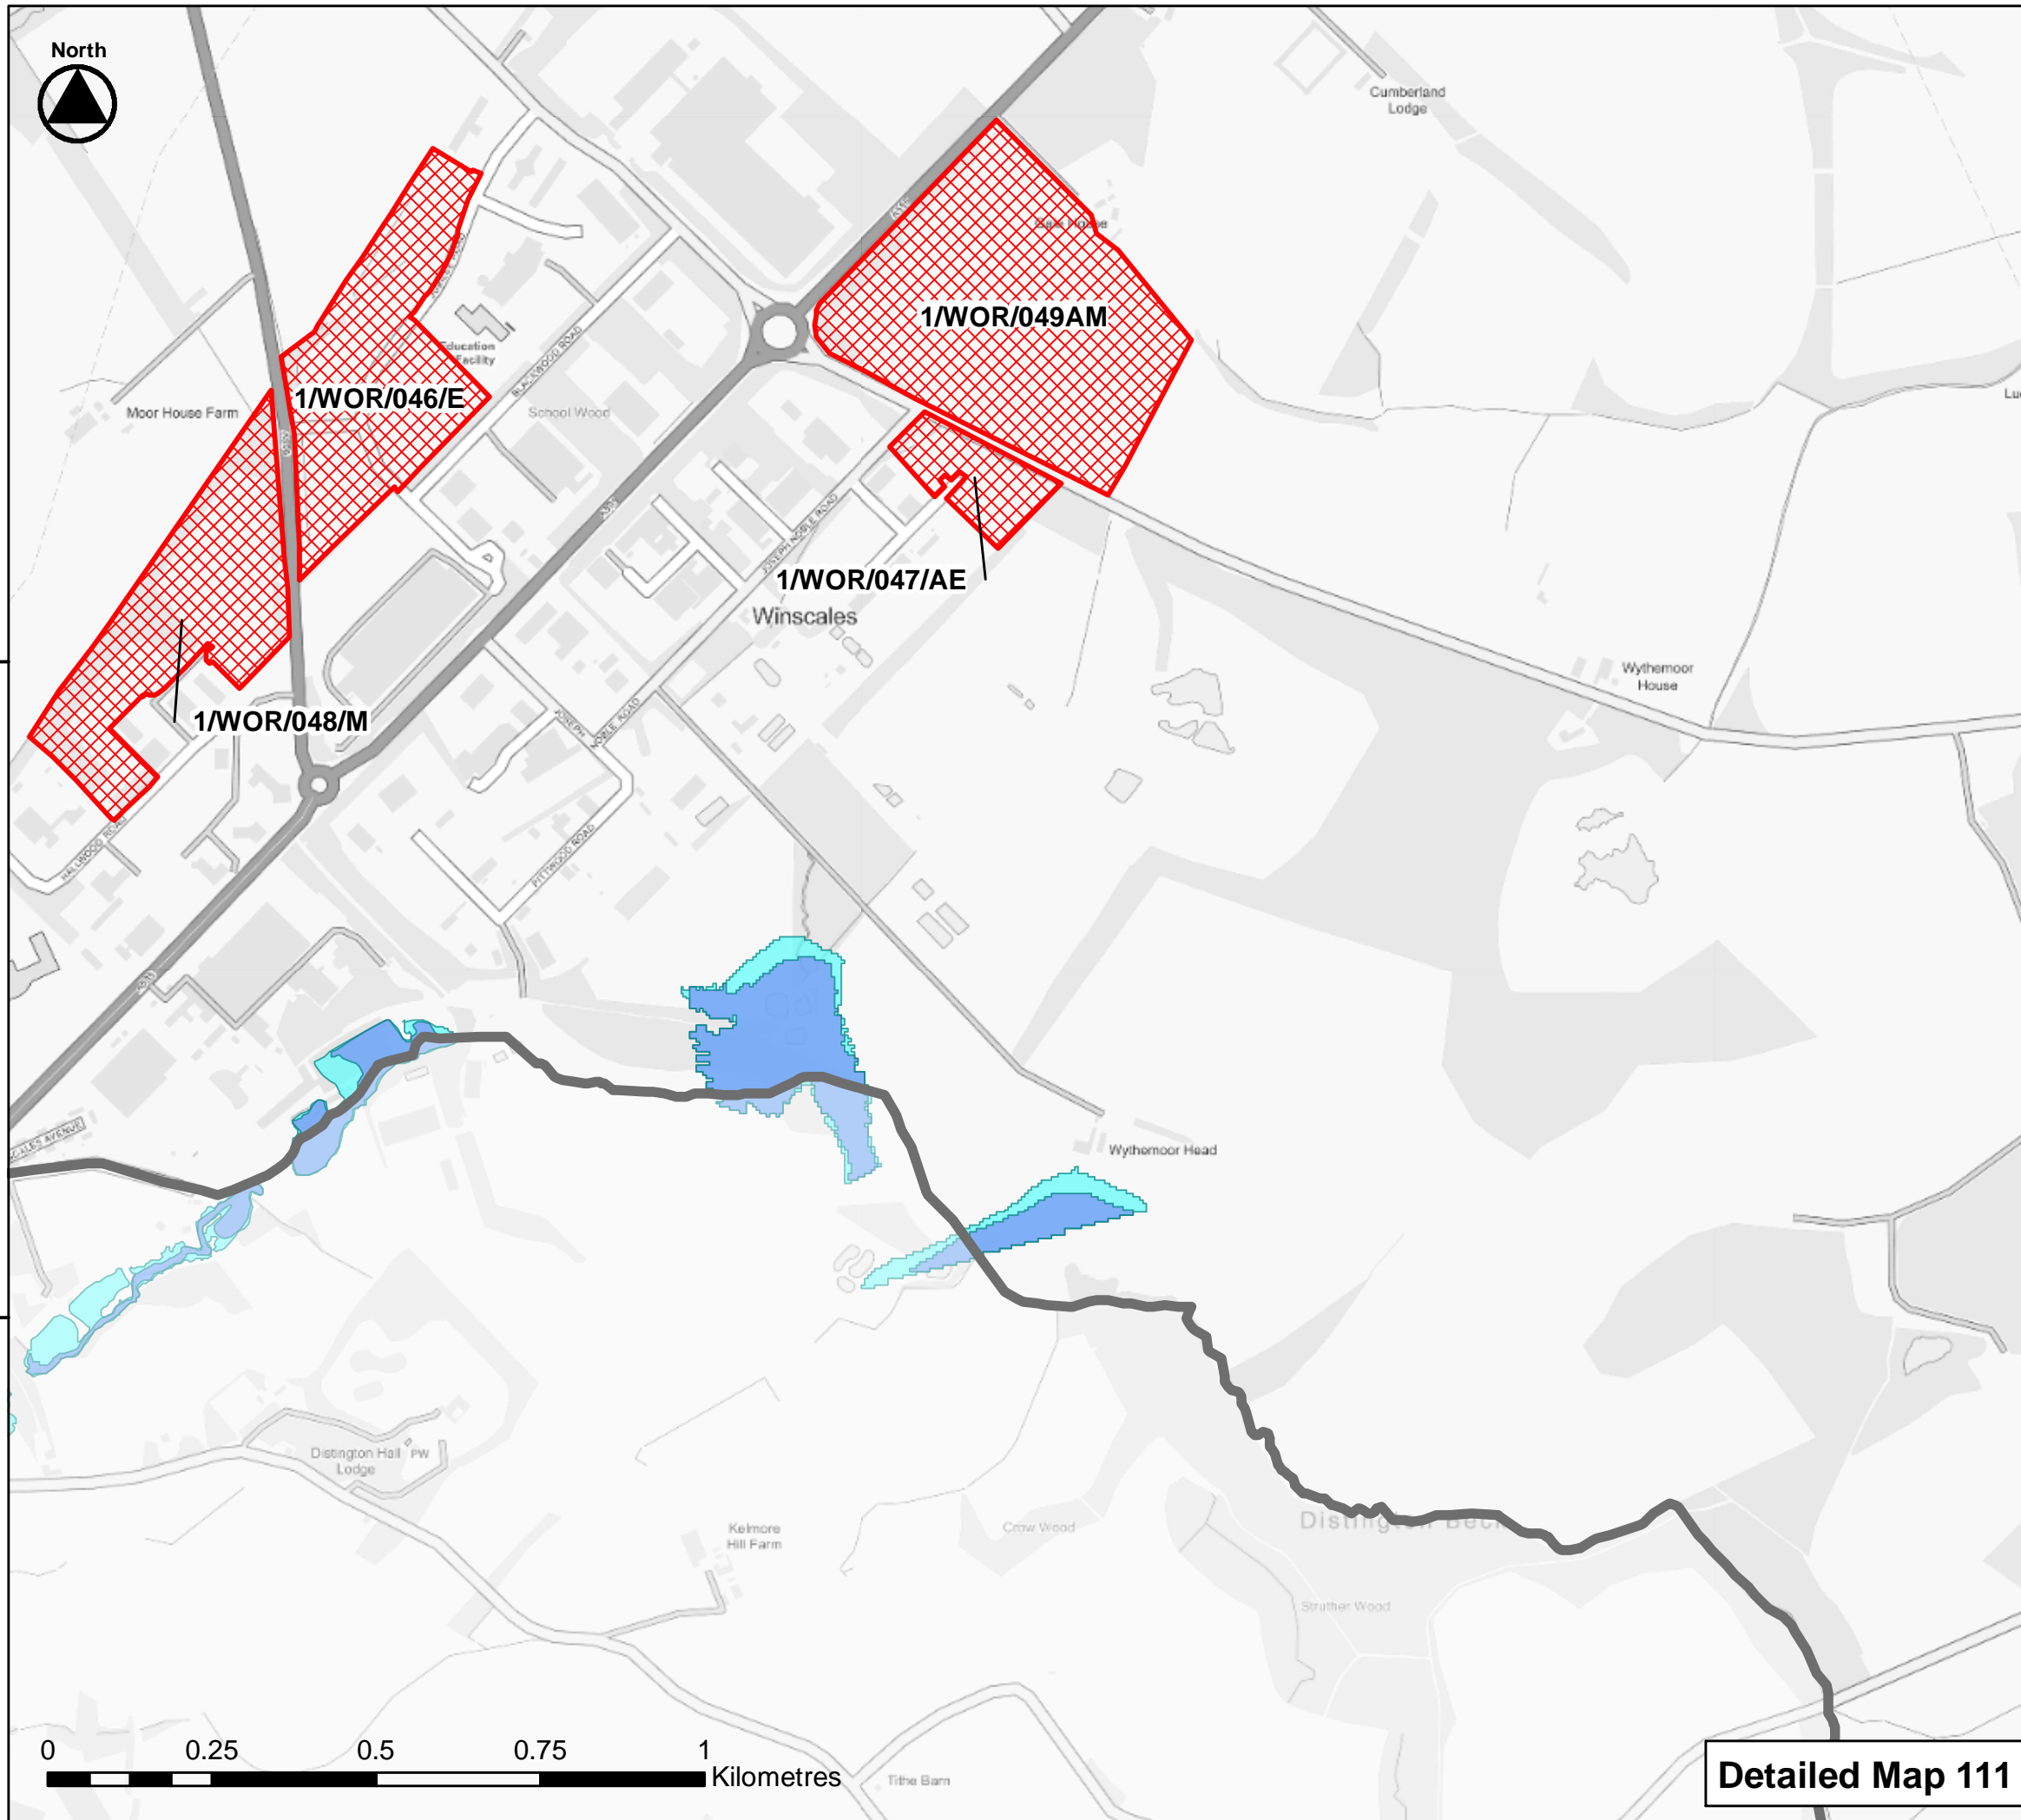 North
Cumberland
Lodge
1/WOR/049AM
1/WOR/046/E
Education
Facility
BLACKWOOD ROAD
School Wood
Moor House Farm
JOSEPH NOBLE ROAD
1/WOR/047/AE
Winscales
Wythemoor
House
1/WOR/048/M
JOSEPH
NOBLE ROAD
HALLWOOD ROAD
PITTWOOD ROAD
Wythemoor Head
Distington Hall
Lodge
PW
Kelmore
Hill Farm
Crow Wood
Distington Beck
Struther Wood
0 0.25 0.5 0.75 1
Kilometres
Tithe Barn
Detailed Map 111